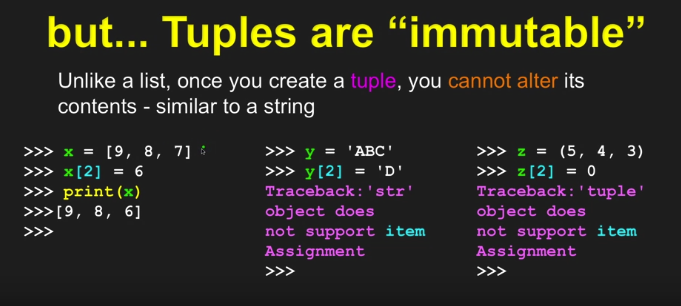 but... Tuples are “immutable”
Unlike a list, once you create a tuple, you cannot alter its
contents - similar to a string
>>> x = [9, 8, 7]
>>> x[2] = 6
>>> print(x)
>>>[9, 8, 6]
>>>
>>> y = 'ABC'
>>> y[2] = 'D'
Traceback:'str'
object does
not support item
Assignment
>>>
>>> z = (5, 4, 3)
>>> z[2] = 0
Traceback:'tuple'
object does
not support item
Assignment
>>>